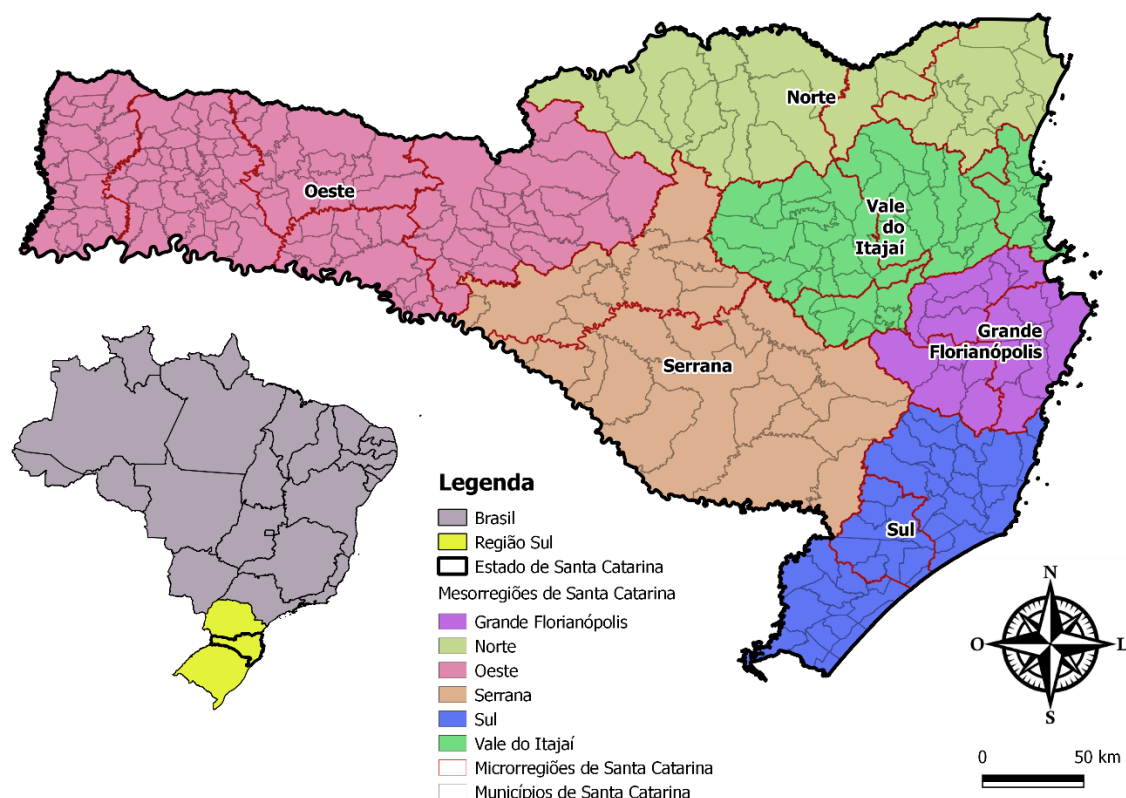 Norte
Oeste
Vale
do
Itajaí
Grande
Florianópolis
Serrana
Sul
Legenda
Brasil
Região Sul
Estado de Santa Catarina
Mesorregiões de Santa Catarina
Grande Florianópolis
Norte
Oeste
Serrana
Sul
Vale do Itajaí
Microrregiões de Santa Catarina
Municípios de Santa Catarina
N
O
L
S
0 50 km